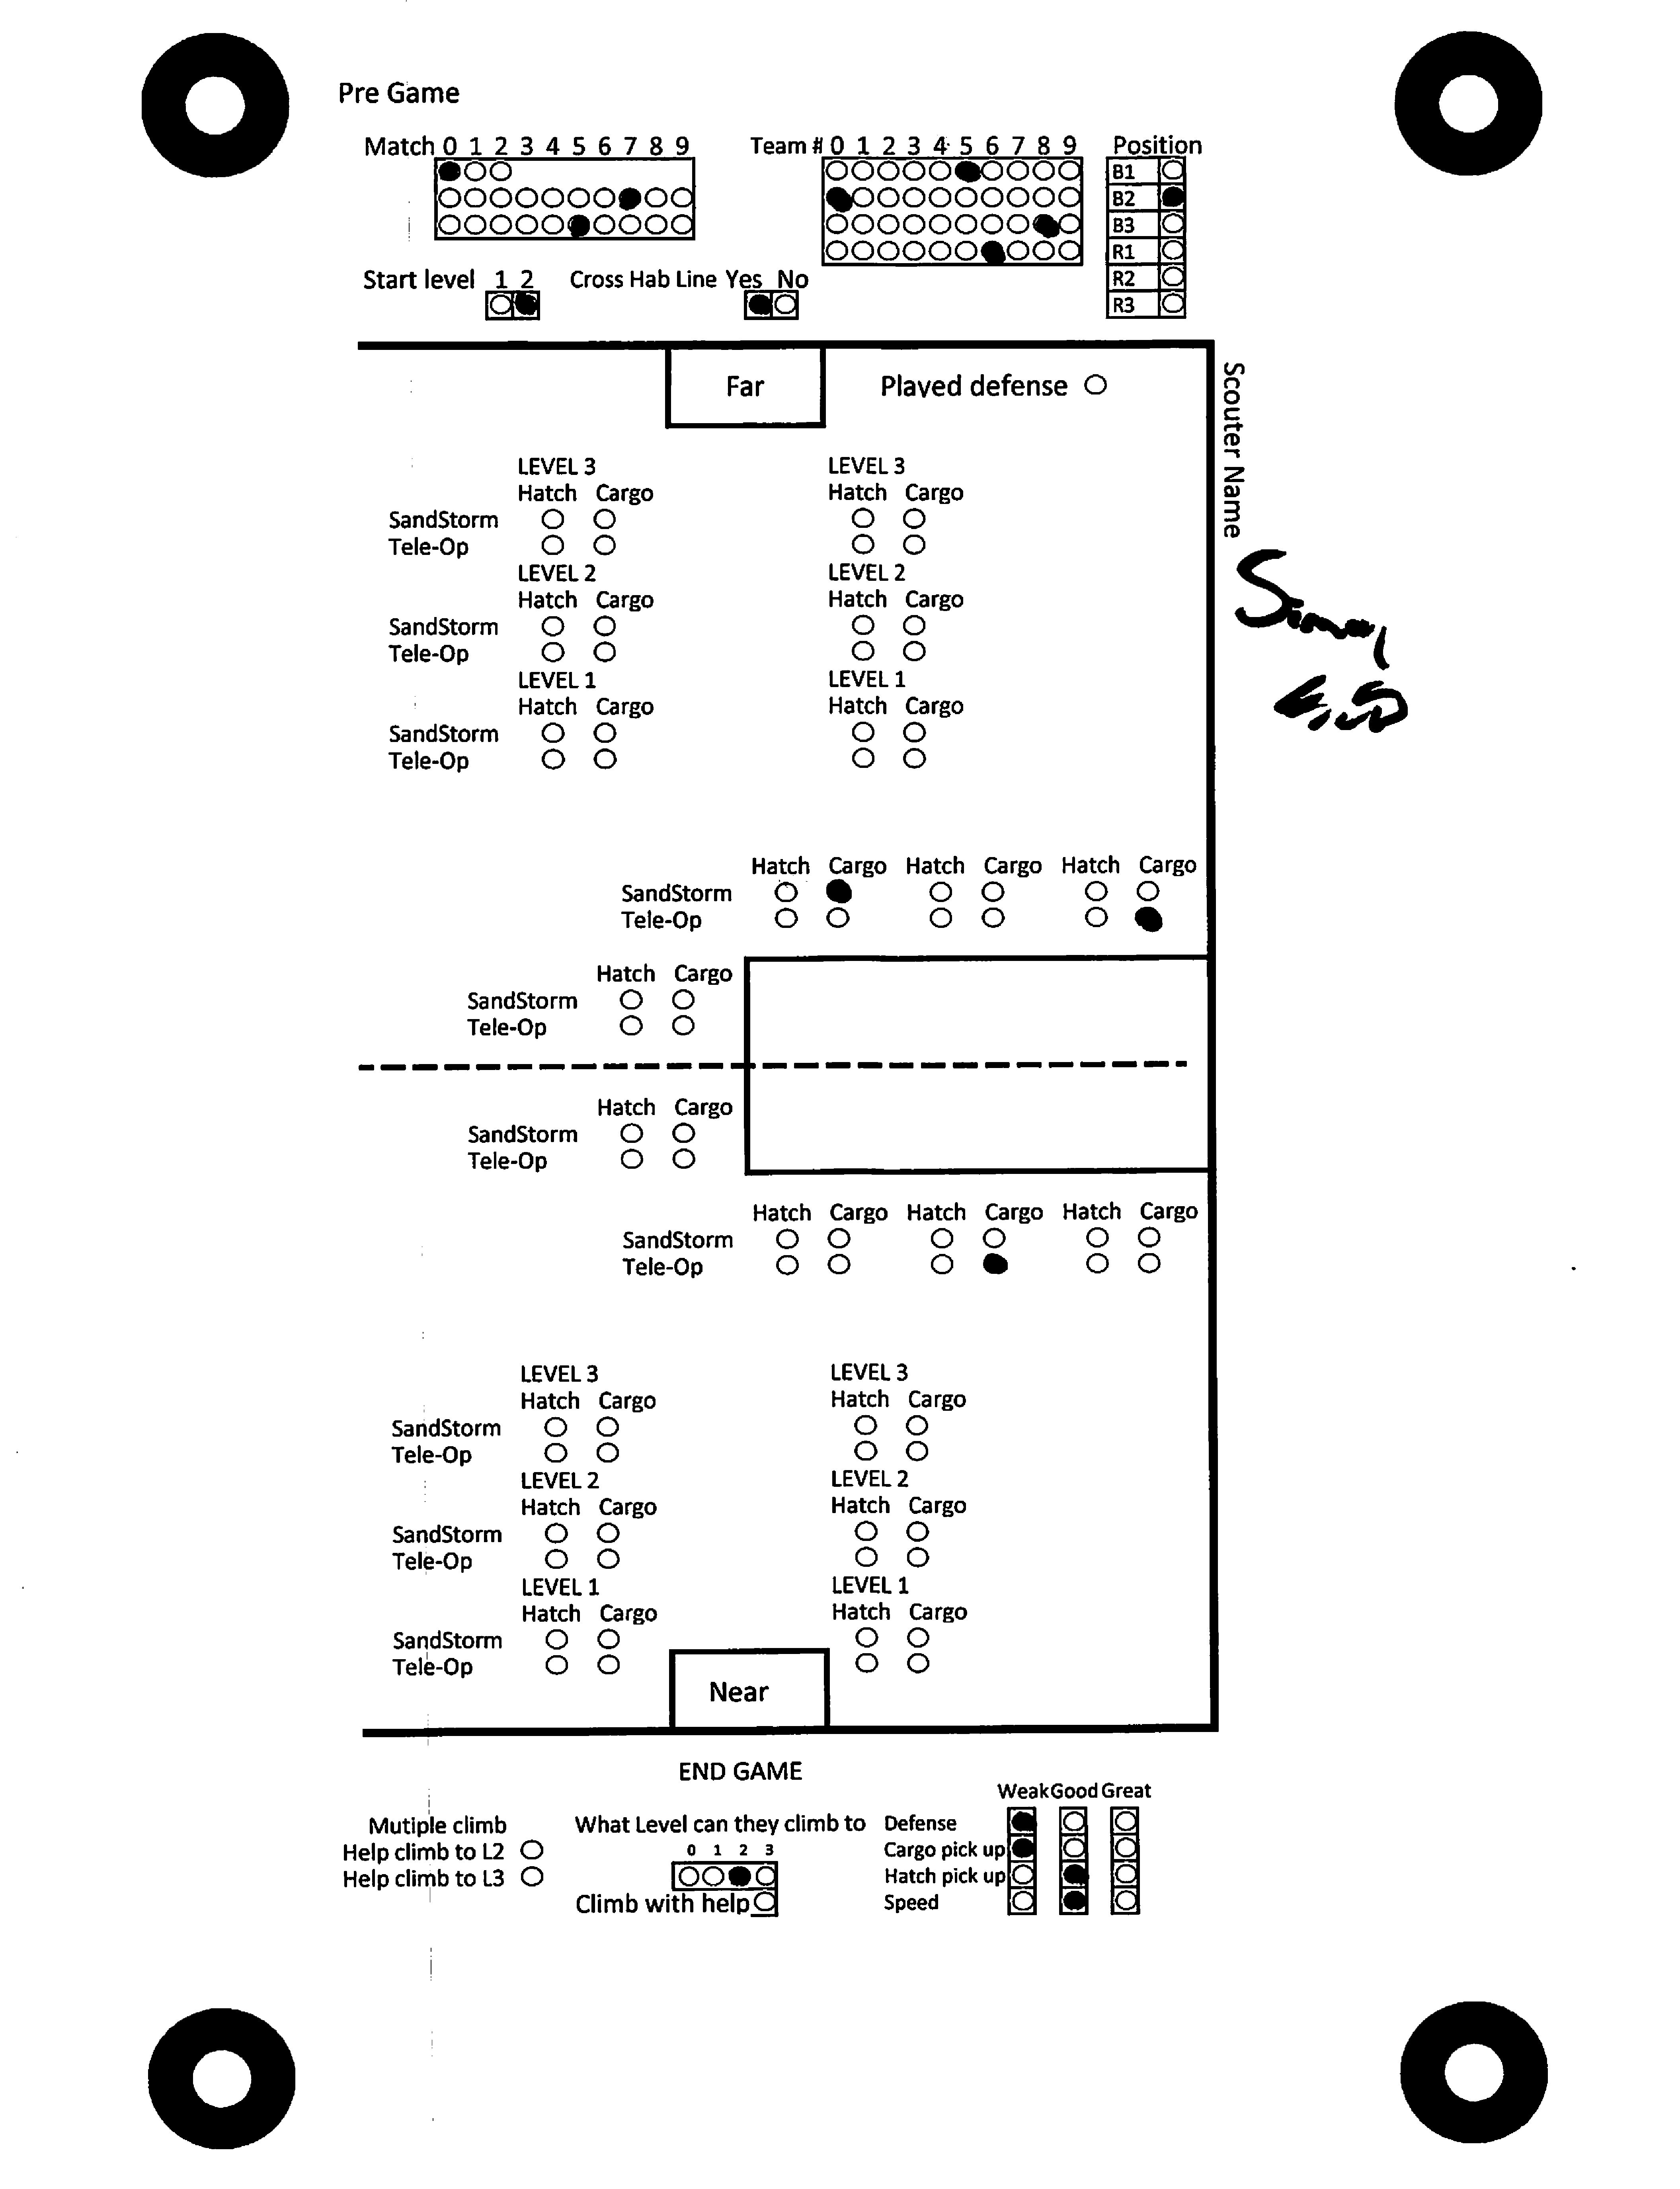 Pre Game
Match 0 1 2 3 4 5 6 7 8 9
Team # 0 1 2 3 4 5 6 7 8 9
Position
B1
B2
B3
R1
R2
R3
Start level 1 2
Cross Hab Line Yes No
Far
Played defense
Scouter Name
LEVEL 3 LEVEL 3
Hatch Cargo Hatch Cargo
SandStorm
Tele-Op
LEVEL 2 LEVEL 2
Hatch Cargo Hatch Cargo
SandStorm
Tele-Op
LEVEL 1 LEVEL 1
Hatch Cargo Hatch Cargo
SandStorm
Tele-Op
Hatch Cargo Hatch Cargo Hatch Cargo
SandStorm
Tele-Op
Hatch Cargo
SandStorm
Tele-Op
Hatch Cargo
SandStorm
Tele-Op
Hatch Cargo Hatch Cargo Hatch Cargo
SandStorm
Tele-Op
LEVEL 3 LEVEL 3
Hatch Cargo Hatch Cargo
SandStorm
Tele-Op
LEVEL 2 LEVEL 2
Hatch Cargo Hatch Cargo
SandStorm
Tele-Op
LEVEL 1 LEVEL 1
Hatch Cargo Hatch Cargo
SandStorm
Tele-Op
Near
END GAME
Mutiple climb
Help climb to L2
Help climb to L3
What Level can they climb to
0 1 2 3
Climb with help
Weak Good Great
Defense
Cargo pick up
Hatch pick up
Speed